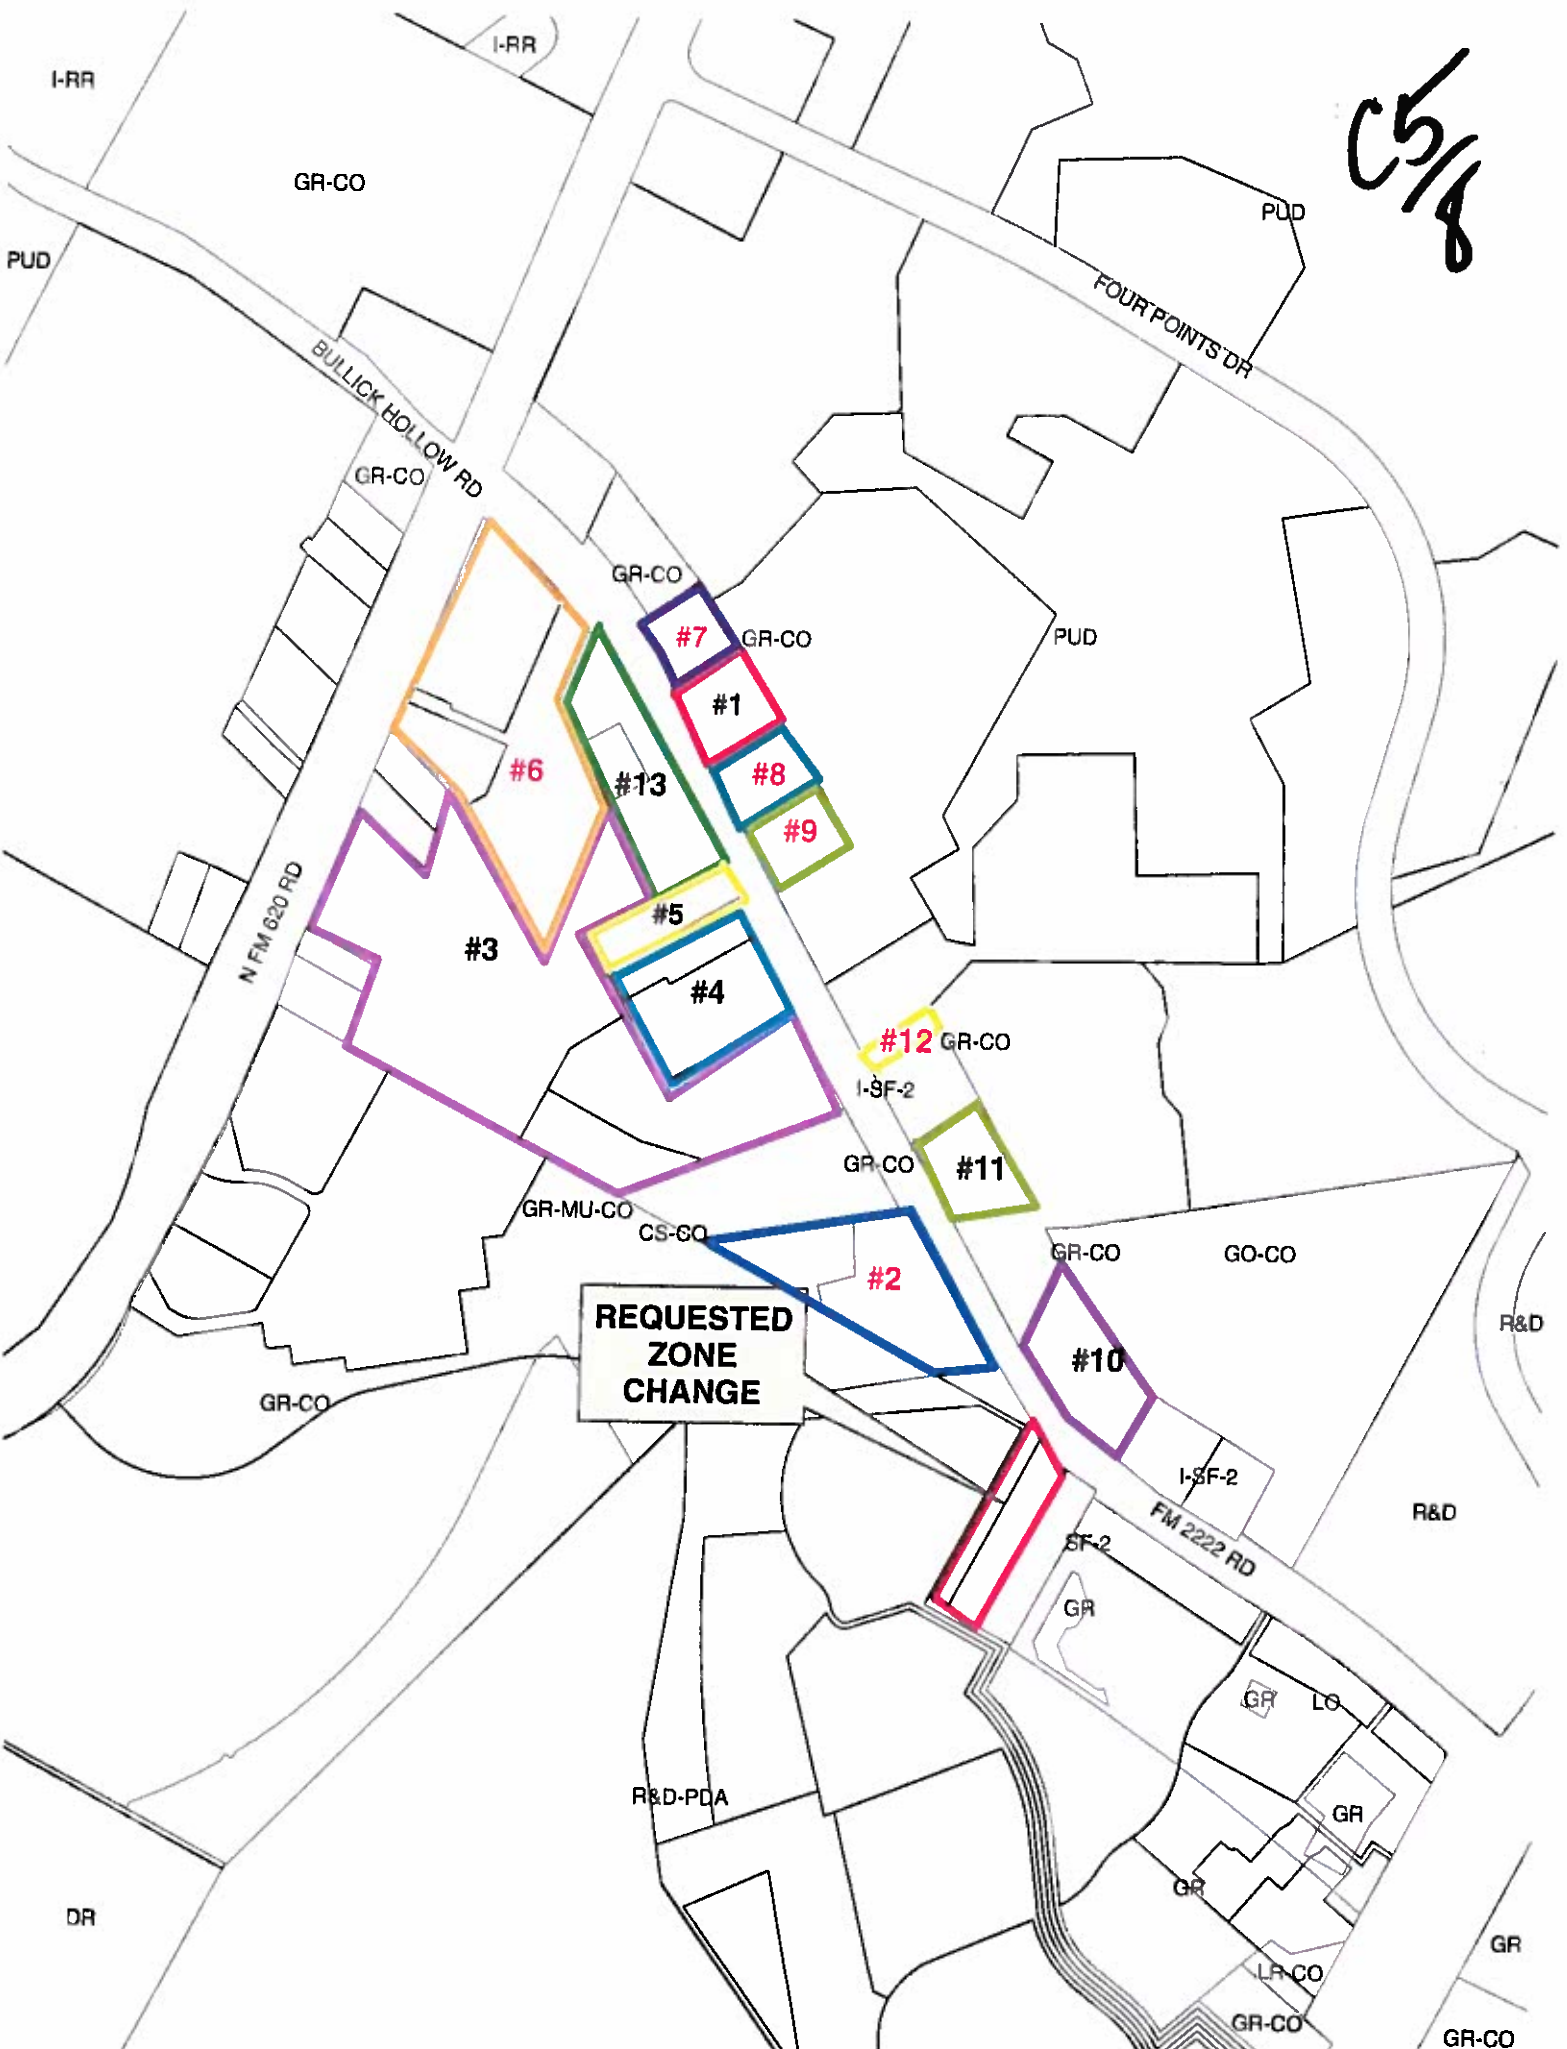 I-RR
I-RR
C5/8
GR-CO
PUD
PUD
FOUR POINTS DR
BULLICK HOLLOW RD
GR-CO
GR-CO
#7
GR-CO
PUD
#1
#6
#13
#8
#9
N FM 620 RD
#5
#3
#4
#12
GR-CO
I-SF-2
GR-CO
#11
GR-MU-CO
CS-CO
GR-CO
GO-CO
#2
REQUESTED
ZONE
CHANGE
R&D
#10
GR-CO
I-SF-2
R&D
FM 2222 RD
SF-2
GR
GR
LO
R&D-PDA
GR
GR
DR
GR
LR-CO
GR-CO
GR-CO